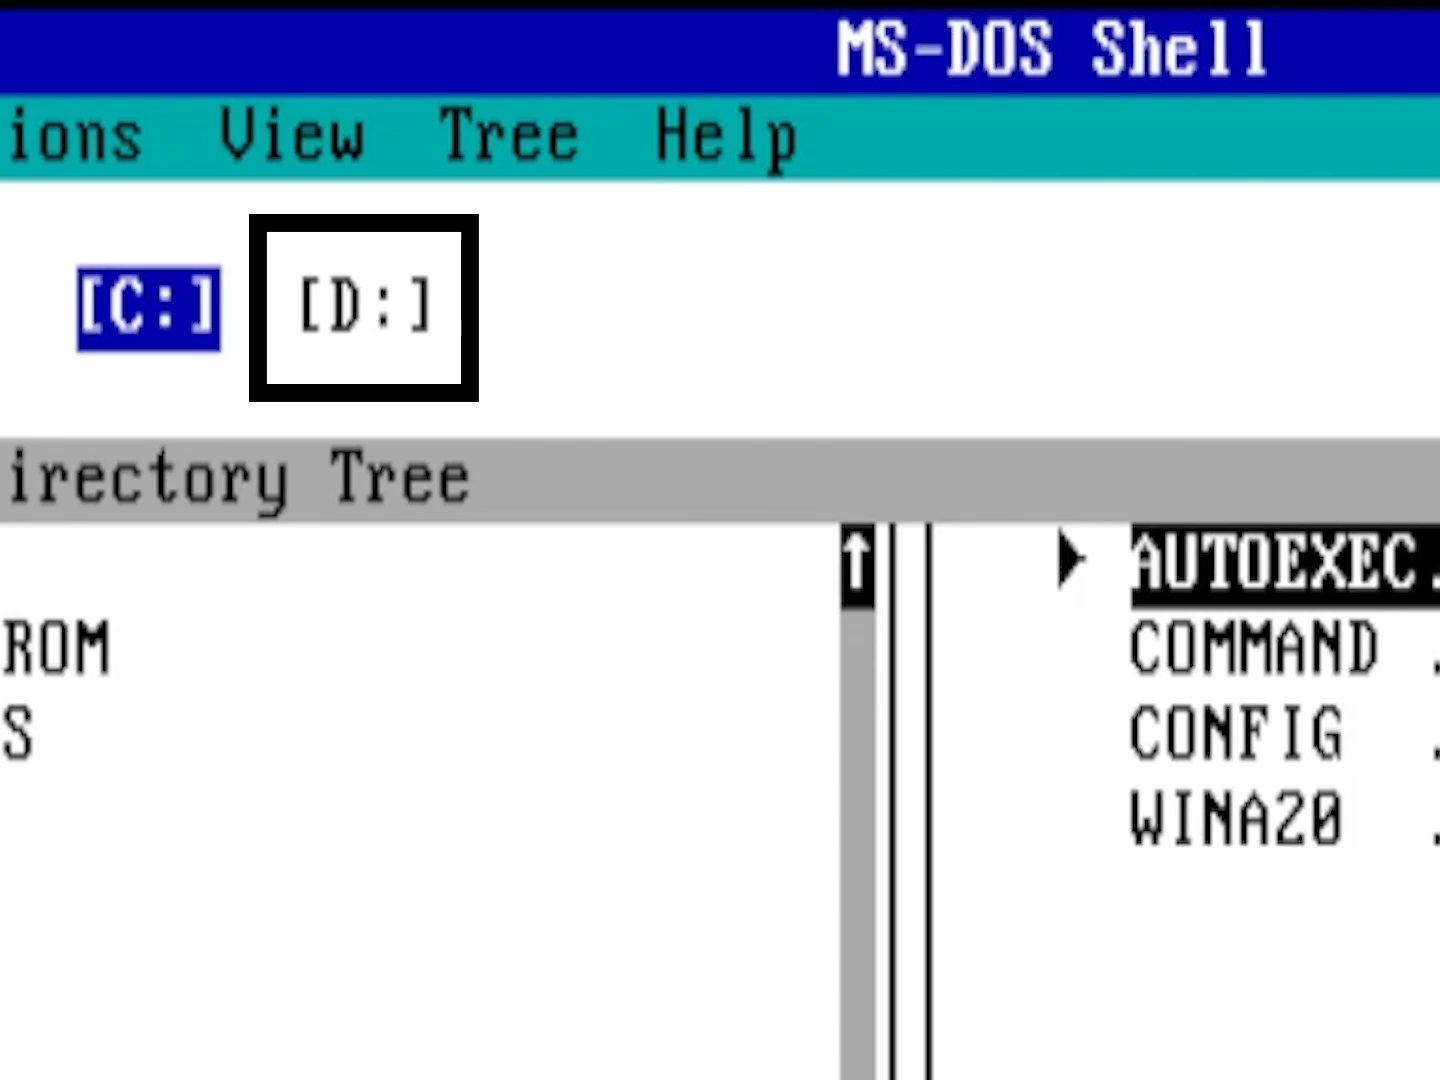 MS-DOS Shell
ions View Tree Help
[C:] [D:]
irectory Tree
↑
AUTOEXEC.
ROM
COMMAND .
S
CONFIG .
WINA20 .